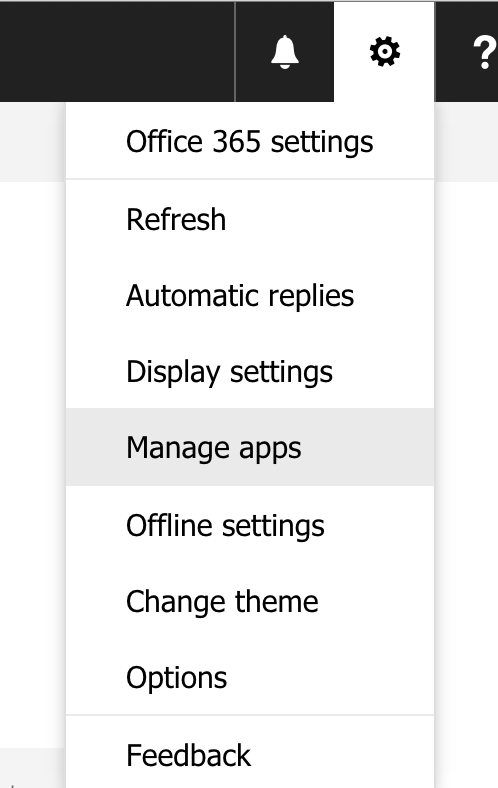 ?
Office 365 settings
Refresh
Automatic replies
Display settings
Manage apps
Offline settings
Change theme
Options
Feedback